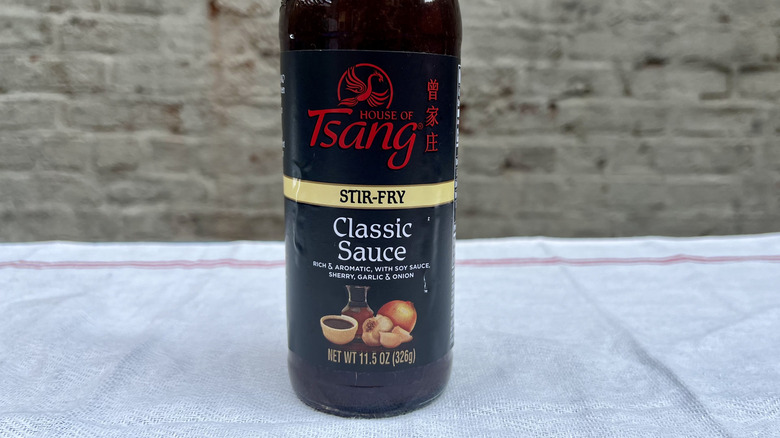 HOUSE OF
Tsang®
曾家庄
STIR-FRY
Classic
Sauce
RICH & AROMATIC, WITH SOY SAUCE,
SHERRY, GARLIC & ONION
NET WT 11.5 OZ (326g)